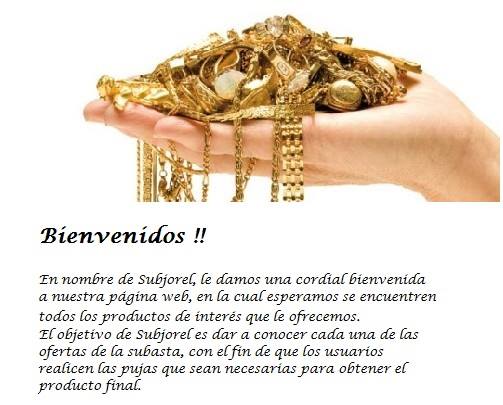 Bienvenidos !!
En nombre de Subjorel, le damos una cordial bienvenida
a nuestra página web, en la cual esperamos se encuentren
todos los productos de interés que le ofrecemos.
El objetivo de Subjorel es dar a conocer cada una de las
ofertas de la subasta, con el fin de que los usuarios
realicen las pujas que sean necesarias para obtener el
producto final.